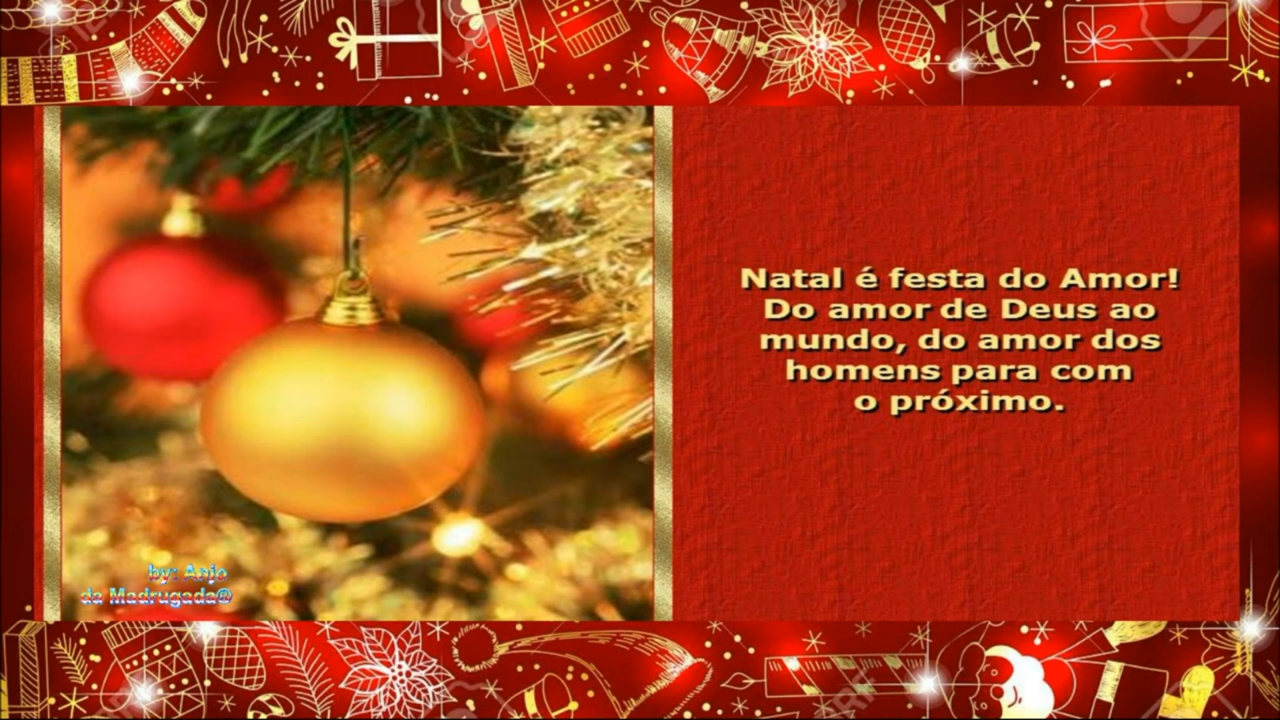 Natal é festa do Amor!
Do amor de Deus ao
mundo, do amor dos
homens para com
o próximo.
by: Anjo
da Madrugada®